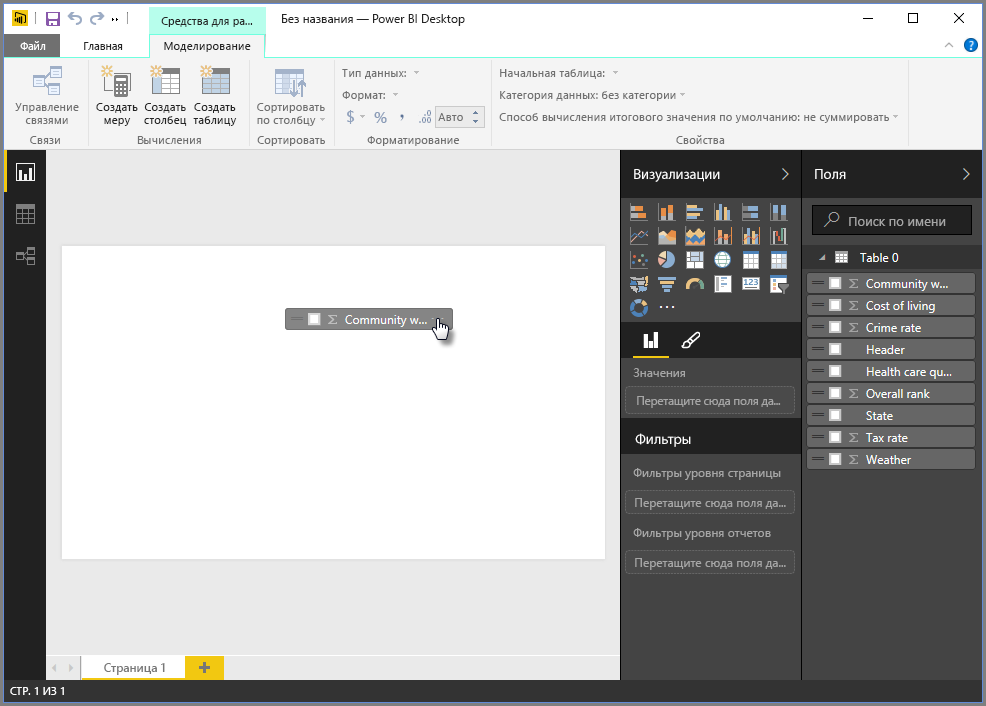 Средства для ра...
Без названия — Power BI Desktop
Файл
Главная
Моделирование
Управление связями
Создать меру
Создать столбец
Создать таблицу
Сортировать по столбцу
Тип данных:
Формат:
$ % , .00 Авто
Начальная таблица:
Категория данных: без категории
Способ вычисления итогового значения по умолчанию: не суммировать
Связи
Вычисления
Сортировать
Форматирование
Свойства
Community w...
Страница 1
СТР. 1 ИЗ 1
Визуализации
123
Значения
Перетащите сюда поля да...
Фильтры
Фильтры уровня страницы
Перетащите сюда поля да...
Фильтры уровня отчетов
Перетащите сюда поля да...
Поля
Поиск по имени
Table 0
Σ Community w...
Σ Cost of living
Σ Crime rate
Header
Health care qu...
Σ Overall rank
State
Σ Tax rate
Σ Weather